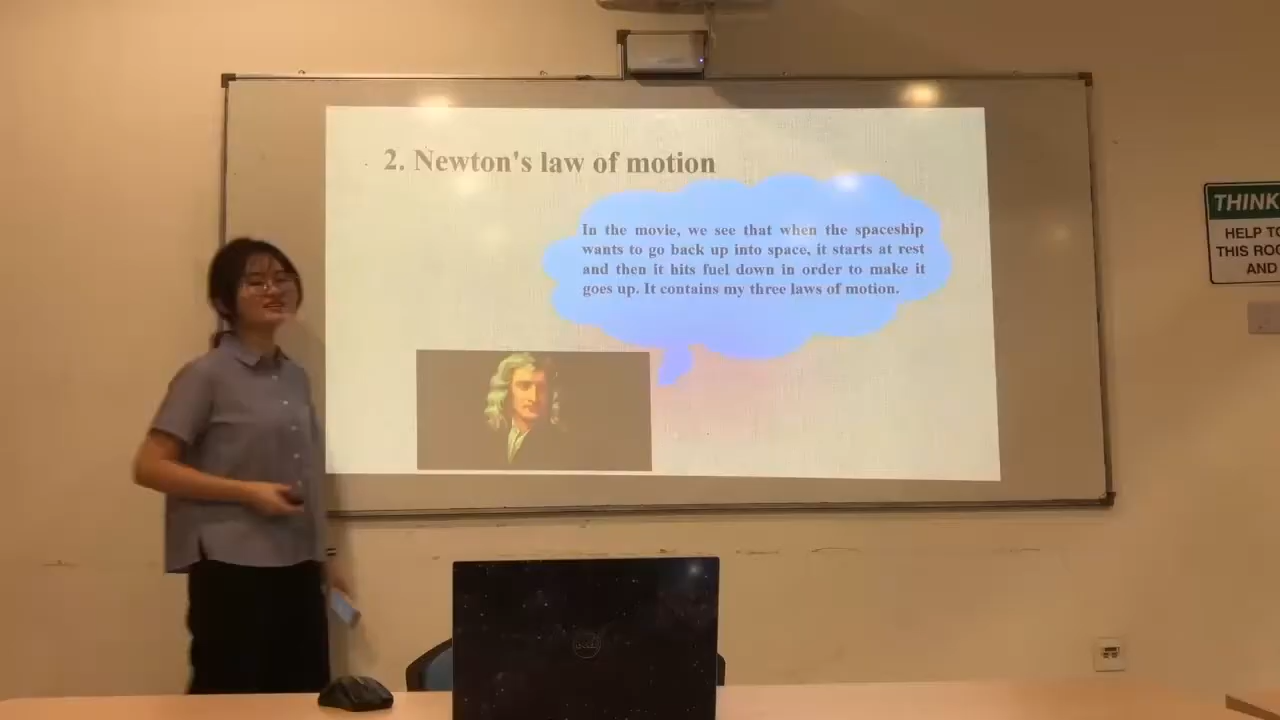 2. Newton's law of motion
In the movie, we see that when the spaceship
wants to go back up into space, it starts at rest
and then it hits fuel down in order to make it
goes up. It contains my three laws of motion.
THINK
HELP TO
THIS ROO
AND
DELL